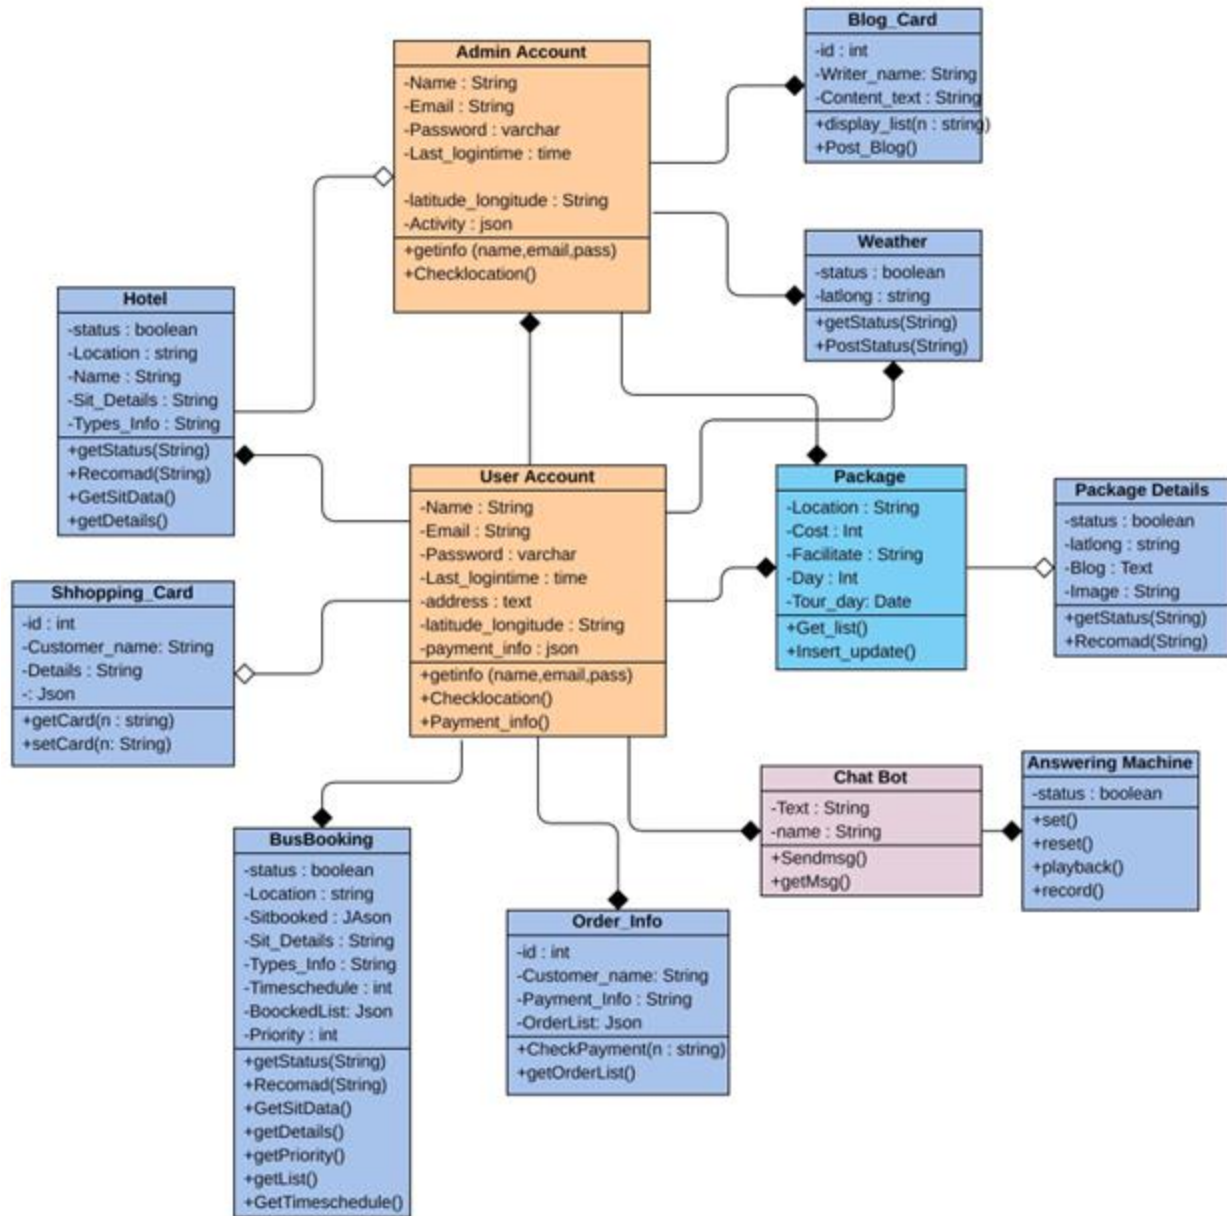 Blog_Card
-id : int
-Writer_name: String
-Content_text : String
+display_list(n : string)
+Post_Blog()
Admin Account
-Name : String
-Email : String
-Password : varchar
-Last_logintime : time
-latitude_longitude : String
-Activity : json
+getinfo (name,email,pass)
+Checklocation()
Weather
-status : boolean
-latlong : string
+getStatus(String)
+PostStatus(String)
Hotel
-status : boolean
-Location : string
-Name : String
-Sit_Details : String
-Types_Info : String
+getStatus(String)
+Recomad(String)
+GetSitData()
+getDetails()
User Account
-Name : String
-Email : String
-Password : varchar
-Last_logintime : time
-address : text
-latitude_longitude : String
-payment_info : json
+getinfo (name,email,pass)
+Checklocation()
+Payment_info()
Package
-Location : String
-Cost : Int
-Facilitate : String
-Day : Int
-Tour_day: Date
+Get_list()
+Insert_update()
Package Details
-status : boolean
-latlong : string
-Blog : Text
-Image : String
+getStatus(String)
+Recomad(String)
Shhopping_Card
-id : int
-Customer_name: String
-Details : String
-: Json
+getCard(n : string)
+setCard(n: String)
Chat Bot
-Text : String
-name : String
+Sendmsg()
+getMsg()
Answering Machine
-status : boolean
+set()
+reset()
+playback()
+record()
BusBooking
-status : boolean
-Location : string
-Sitbooked : JAson
-Sit_Details : String
-Types_Info : String
-Timeschedule : int
-BoockedList: Json
-Priority : int
+getStatus(String)
+Recomad(String)
+GetSitData()
+getDetails()
+getPriority()
+getList()
+GetTimeschedule()
Order_Info
-id : int
-Customer_name: String
-Payment_Info : String
-OrderList: Json
+CheckPayment(n : string)
+getOrderList()